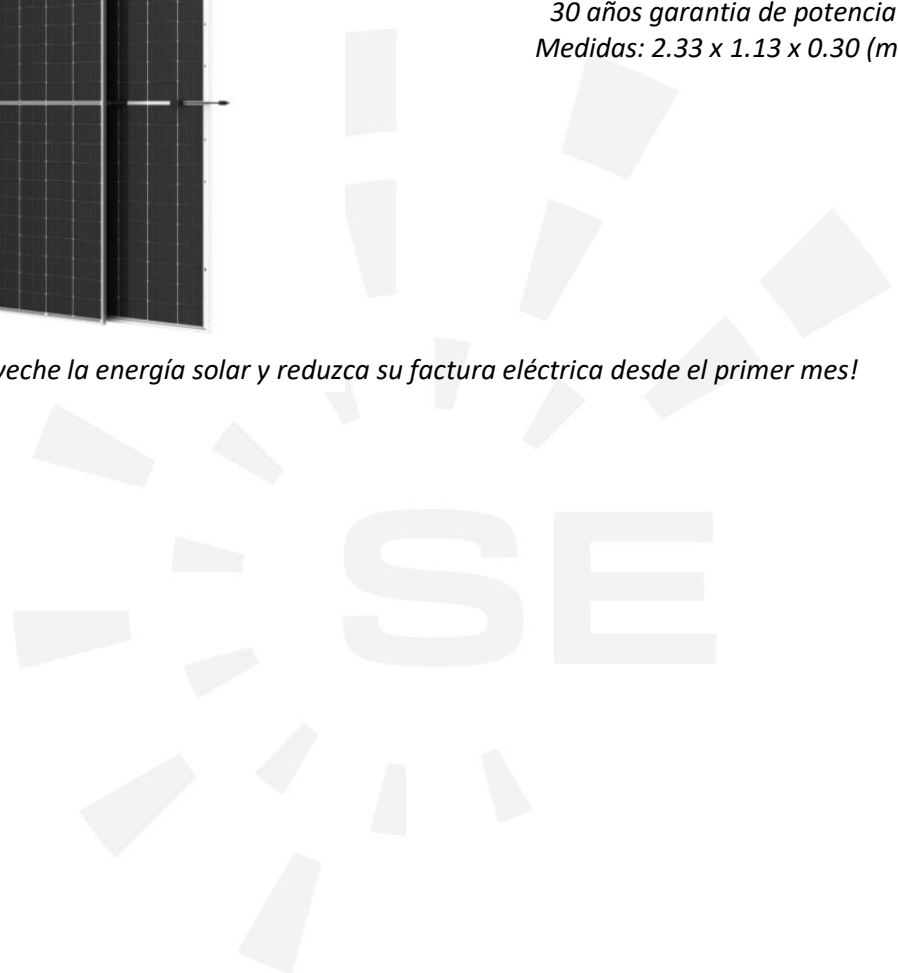 30 años garantia de potencia
Medidas: 2.33 x 1.13 x 0.30 (m
veche la energía solar y reduzca su factura eléctrica desde el primer mes!
SE